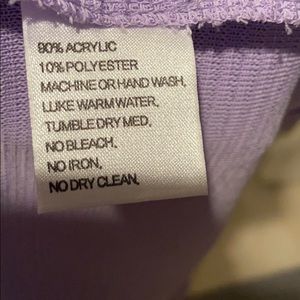 90% ACRYLIC
10% POLYESTER
MACHINE OR HAND WASH.
LUKE WARM WATER.
TUMBLE DRY MED.
NO BLEACH.
NO IRON.
NO DRY CLEAN.